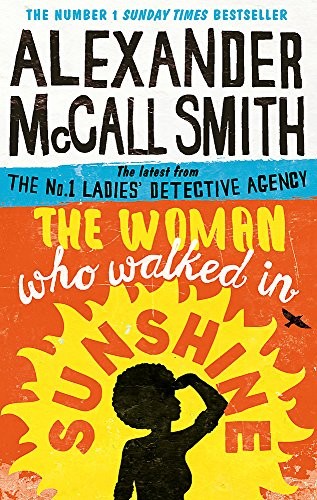 THE NUMBER 1 SUNDAY TIMES BESTSELLER
ALEXANDER
McCALL SMITH
The latest from
THE No.1 LADIES' DETECTIVE AGENCY
THE WOMAN
who walked in
SUNSHINE